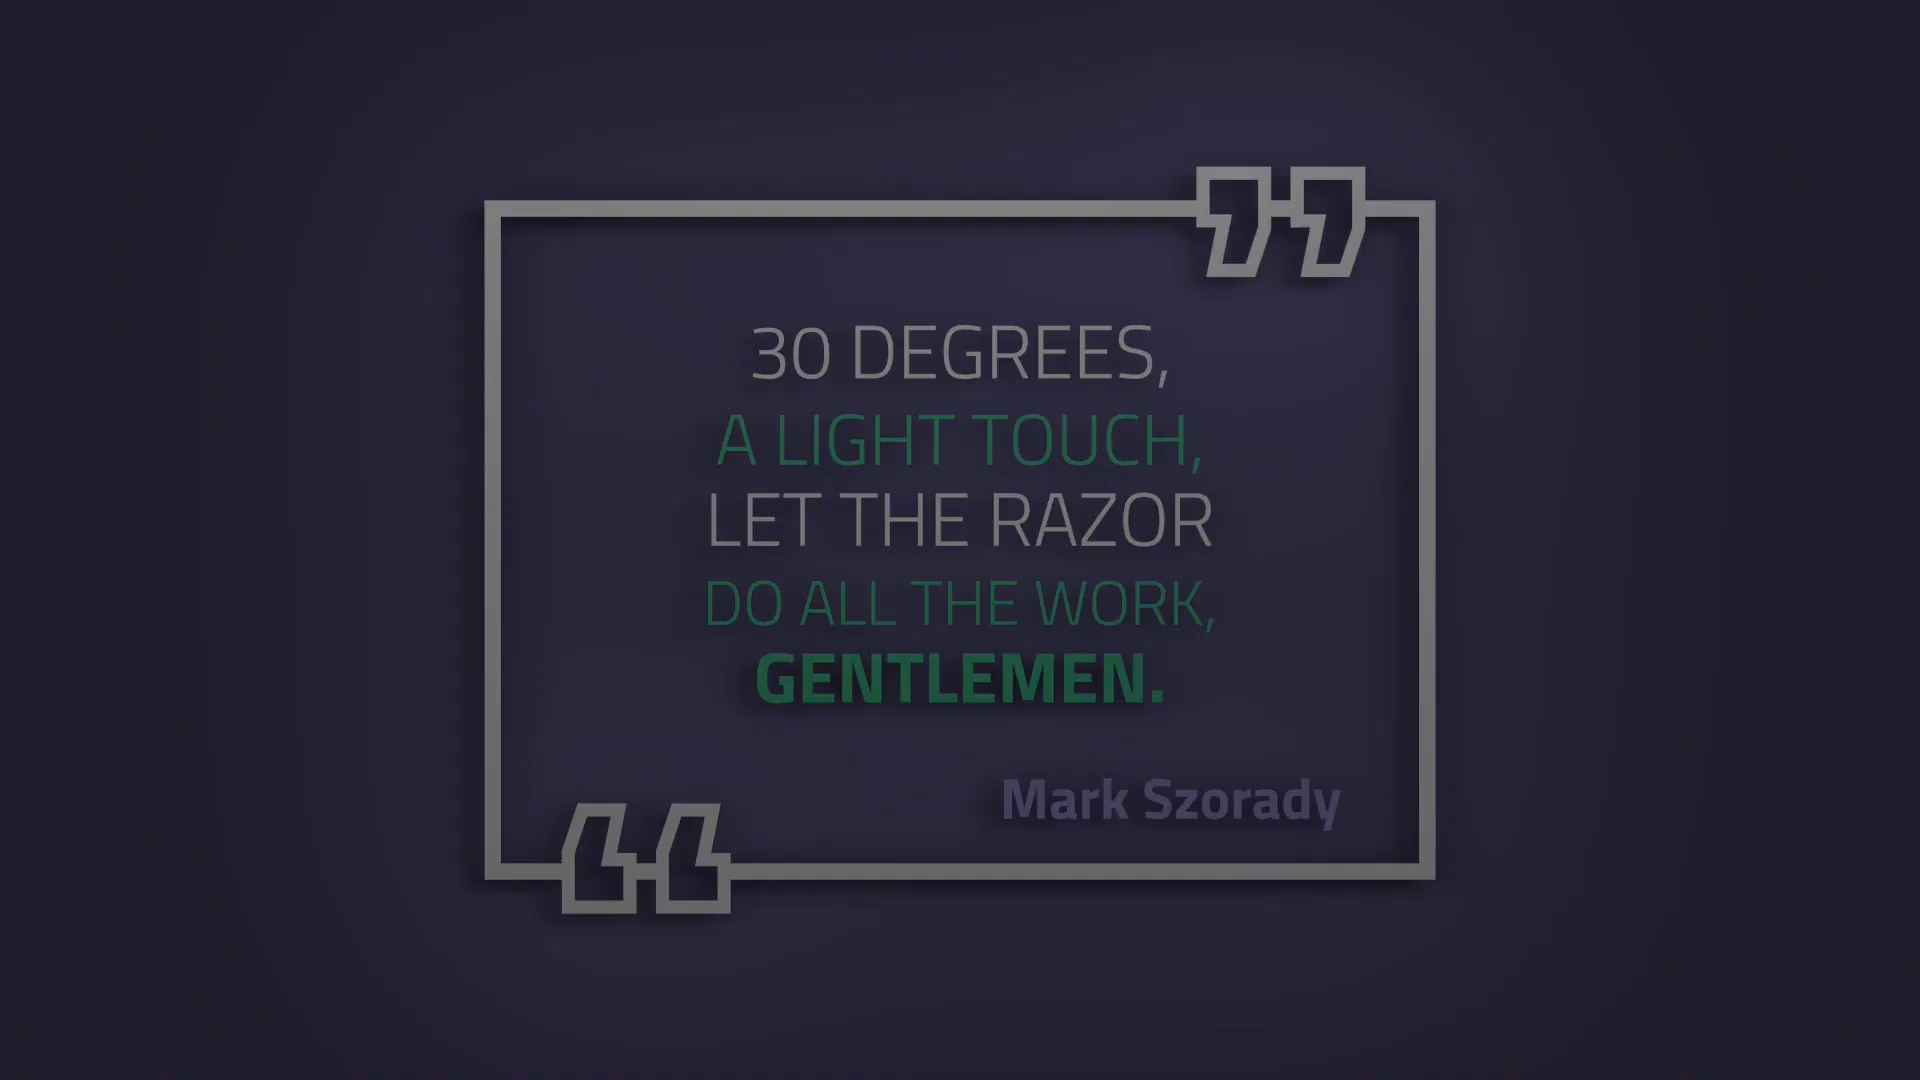 30 DEGREES,
A LIGHT TOUCH,
LET THE RAZOR
DO ALL THE WORK,
GENTLEMEN.
Mark Szorady